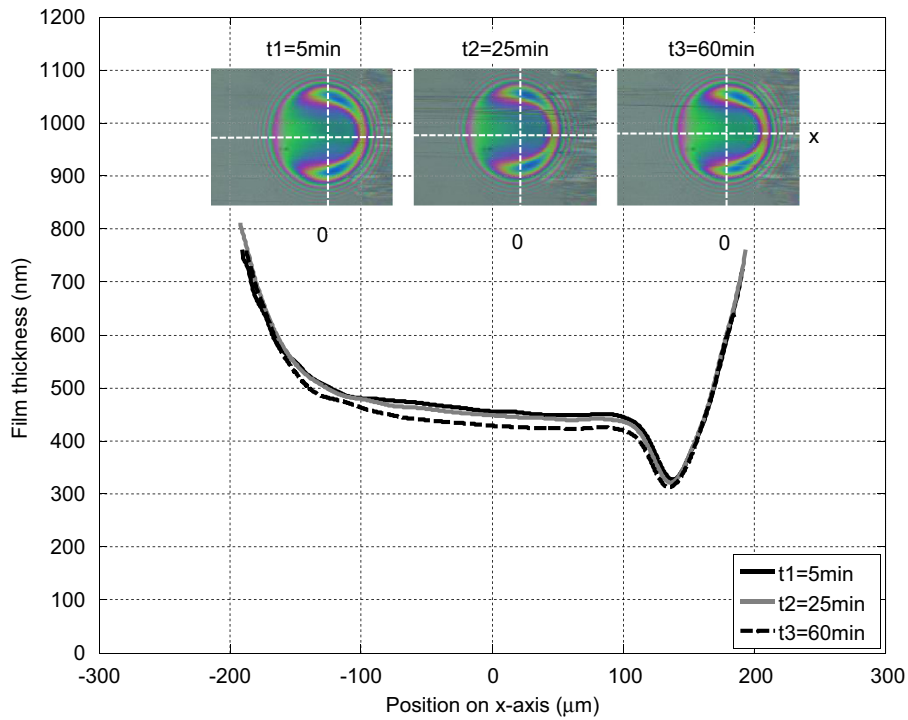 1200
1100
1000
900
800
700
600
500
400
300
200
100
0
Film thickness (nm)
t1=5min
t2=25min
t3=60min
x
0
0
0
t1=5min
t2=25min
t3=60min
-300
-200
-100
0
100
200
300
Position on x-axis (μm)